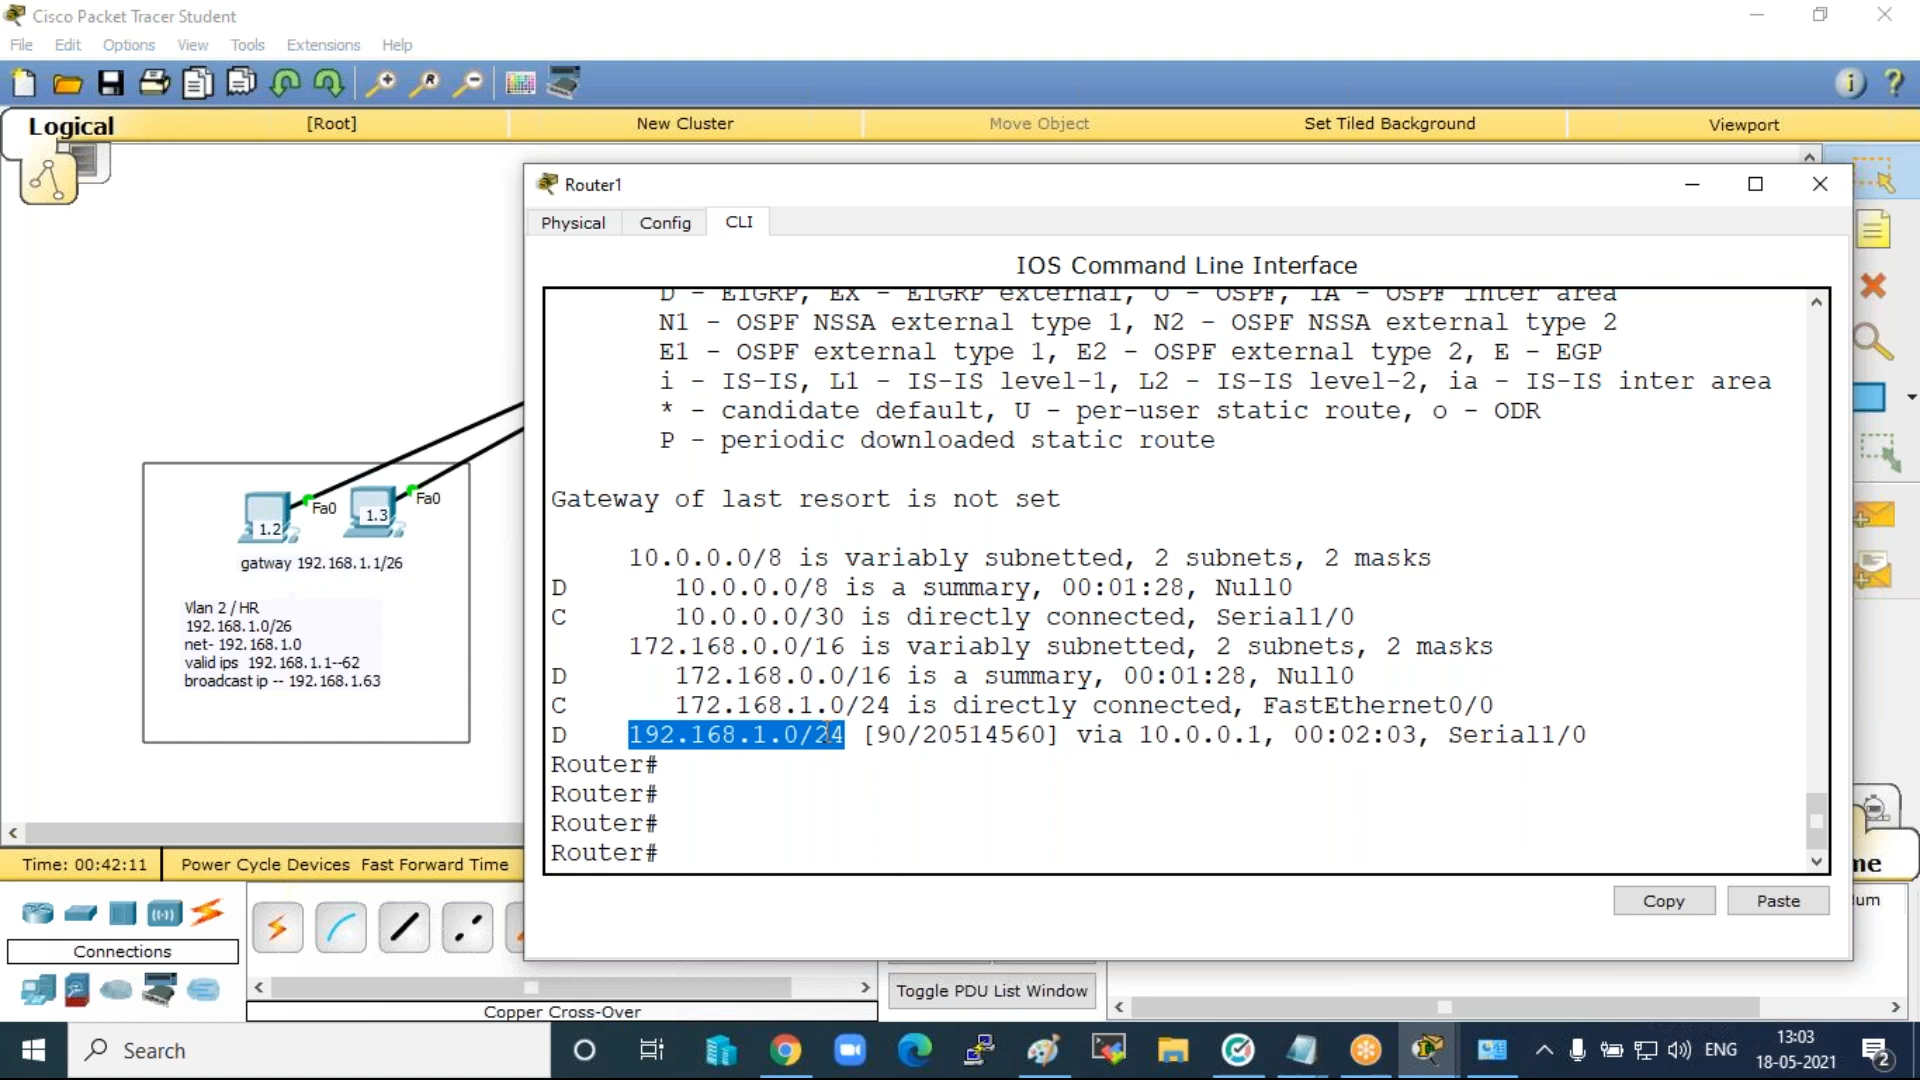 Cisco Packet Tracer Student
File Edit Options View Tools Extensions Help
Logical [Root] New Cluster Move Object Set Tiled Background Viewport
Router1
Physical Config CLI
IOS Command Line Interface
D - EIGRP, EX - EIGRP external, O - OSPF, IA - OSPF inter area
N1 - OSPF NSSA external type 1, N2 - OSPF NSSA external type 2
E1 - OSPF external type 1, E2 - OSPF external type 2, E - EGP
i - IS-IS, L1 - IS-IS level-1, L2 - IS-IS level-2, ia - IS-IS inter area
* - candidate default, U - per-user static route, o - ODR
P - periodic downloaded static route
Gateway of last resort is not set
10.0.0.0/8 is variably subnetted, 2 subnets, 2 masks
D 10.0.0.0/8 is a summary, 00:01:28, Null0
C 10.0.0.0/30 is directly connected, Serial1/0
172.168.0.0/16 is variably subnetted, 2 subnets, 2 masks
D 172.168.0.0/16 is a summary, 00:01:28, Null0
C 172.168.1.0/24 is directly connected, FastEthernet0/0
D 192.168.1.0/24 [90/20514560] via 10.0.0.1, 00:02:03, Serial1/0
Router#
Router#
Router#
Router#
Copy Paste
1.2 Fa0 1.3 Fa0
gatway 192.168.1.1/26
Vlan 2 / HR
192.168.1.0/26
net- 192.168.1.0
valid ips 192.168.1.1--62
broadcast ip -- 192.168.1.63
Time: 00:42:11 Power Cycle Devices Fast Forward Time
Connections
Copper Cross-Over
Toggle PDU List Window
Search
ENG
13:03
18-05-2021
2